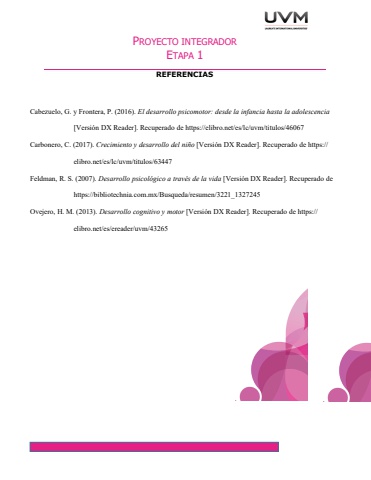 UVM
PROYECTO INTEGRADOR
ETAPA 1
REFERENCIAS
Cabezuelo, G. y Frontera, P. (2016). El desarrollo psicomotor: desde la infancia hasta la adolescencia
[Versión DX Reader]. Recuperado de https://elibro.net/es/lc/uvm/titulos/46067
Carbonero, C. (2017). Crecimiento y desarrollo del niño [Versión DX Reader]. Recuperado de https://
elibro.net/es/lc/uvm/titulos/63447
Feldman, R. S. (2007). Desarrollo psicológico a través de la vida [Versión DX Reader]. Recuperado de
https://bibliotechnia.com.mx/Busqueda/resumen/3221_1327245
Ovejero, H. M. (2013). Desarrollo cognitivo y motor [Versión DX Reader]. Recuperado de https://
elibro.net/es/ereader/uvm/43265